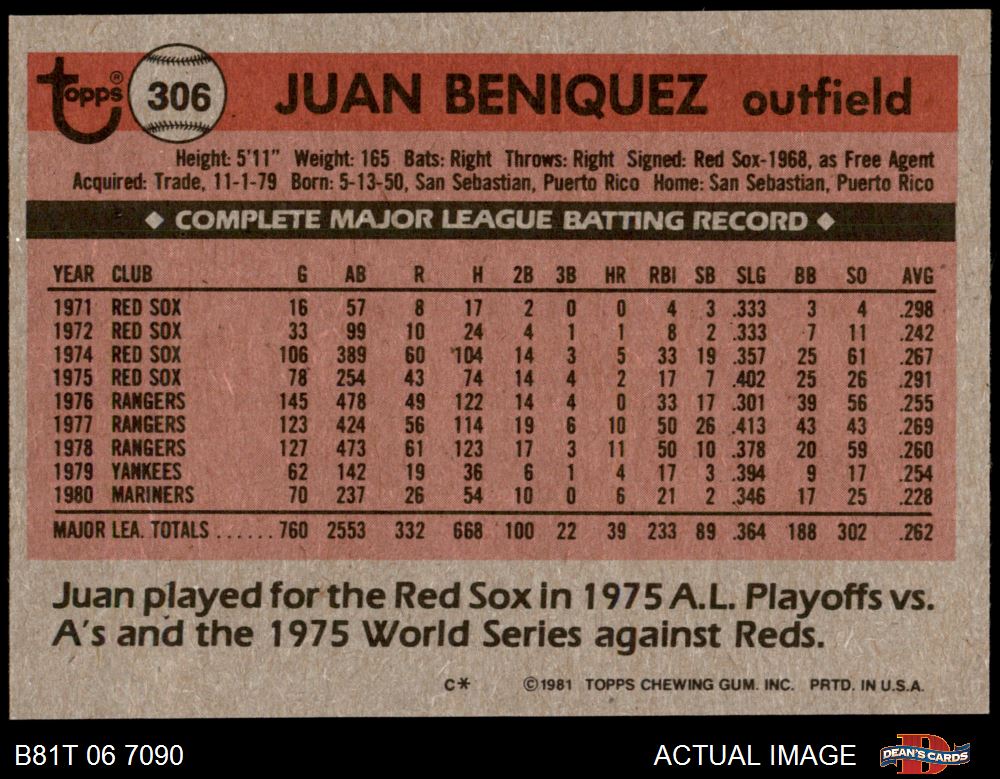 Topps® 306 JUAN BENIQUEZ outfield
Height: 5'11" Weight: 165 Bats: Right Throws: Right Signed: Red Sox-1968, as Free Agent
Acquired: Trade, 11-1-79 Born: 5-13-50, San Sebastian, Puerto Rico Home: San Sebastian, Puerto Rico
◆ COMPLETE MAJOR LEAGUE BATTING RECORD ◆
YEAR CLUB G AB R H 2B 3B HR RBI SB SLG BB SO AVG
1971 RED SOX 16 57 8 17 2 0 0 4 3 .333 3 4 .298
1972 RED SOX 33 99 10 24 4 1 1 8 2 .333 7 11 .242
1974 RED SOX 106 389 60 104 14 3 5 33 19 .357 25 61 .267
1975 RED SOX 78 254 43 74 14 4 2 17 7 .402 25 26 .291
1976 RANGERS 145 478 49 122 14 4 0 33 17 .301 39 56 .255
1977 RANGERS 123 424 56 114 19 6 10 50 26 .413 43 43 .269
1978 RANGERS 127 473 61 123 17 3 11 50 10 .378 20 59 .260
1979 YANKEES 62 142 19 36 6 1 4 17 3 .394 9 17 .254
1980 MARINERS 70 237 26 54 10 0 6 21 2 .346 17 25 .228
MAJOR LEA. TOTALS ...... 760 2553 332 668 100 22 39 233 89 .364 188 302 .262
Juan played for the Red Sox in 1975 A.L. Playoffs vs.
A's and the 1975 World Series against Reds.
C* ©1981 TOPPS CHEWING GUM. INC. PRTD. IN U.S.A.
B81T 06 7090 ACTUAL IMAGE DEAN'S CARDS